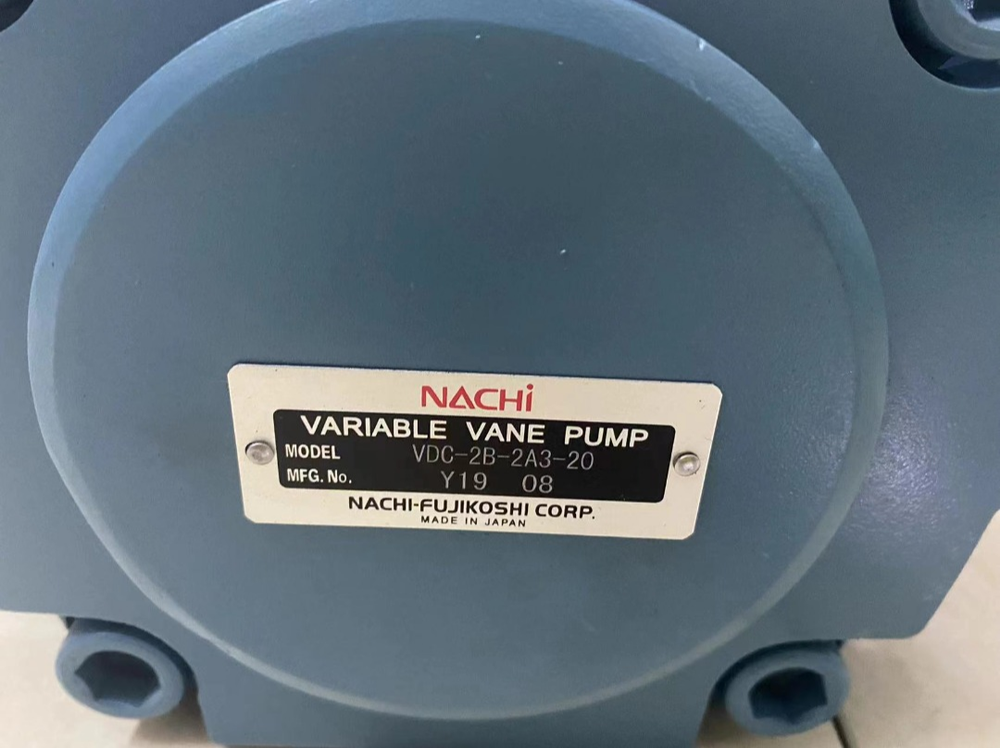 NACHi
VARIABLE VANE PUMP
MODEL VDC-2B-2A3-20
MFG. No. Y19 08
NACHI-FUJIKOSHI CORP.
MADE IN JAPAN